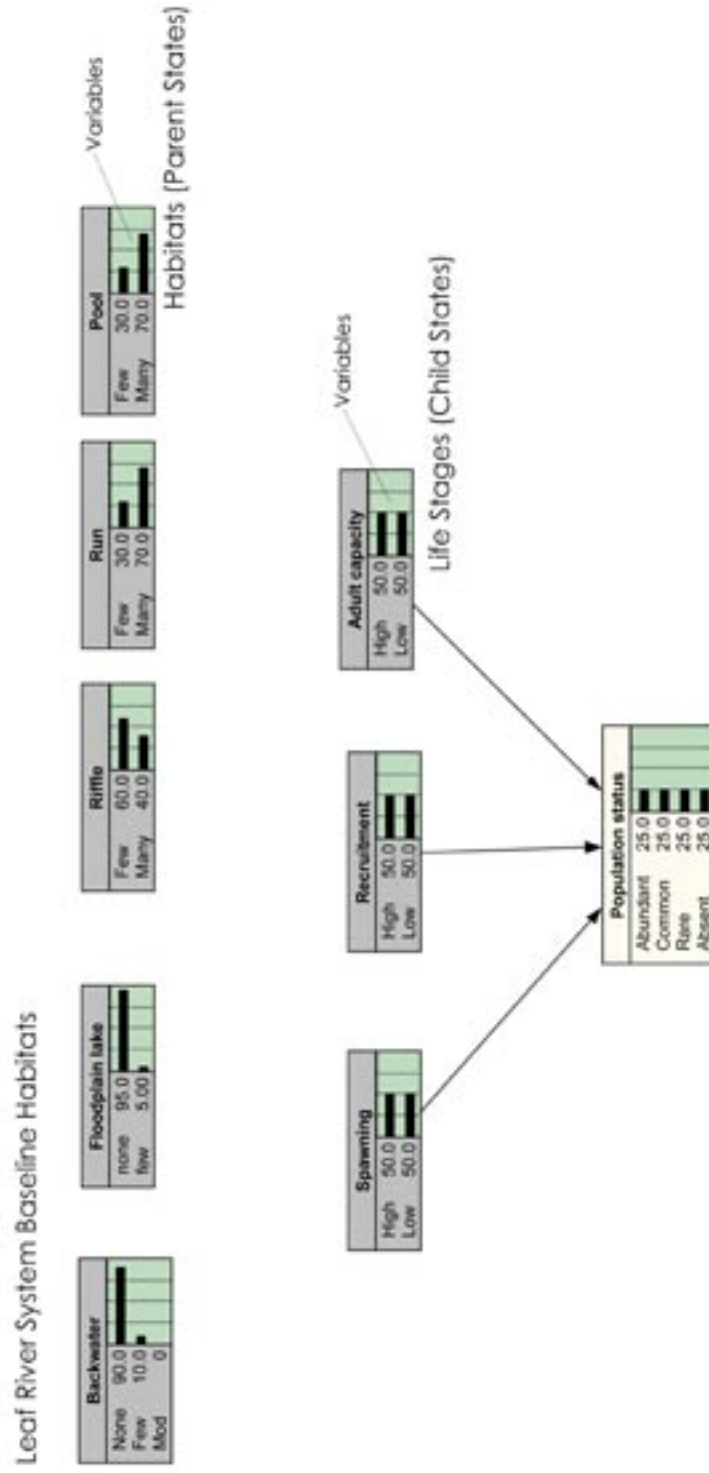 Leaf River System Baseline Habitats
Backwater
None 90.0
Few 10.0
Mod 0
Floodplain lake
none 95.0
few 5.00
Riffle
Few 60.0
Many 40.0
Run
Few 30.0
Many 70.0
Pool
Few 30.0
Many 70.0
Variables
Habitats (Parent States)
Spawning
High 50.0
Low 50.0
Recruitment
High 50.0
Low 50.0
Adult capacity
High 50.0
Low 50.0
Variables
Life Stages (Child States)
Population status
Abundant 25.0
Common 25.0
Rare 25.0
Absent 25.0